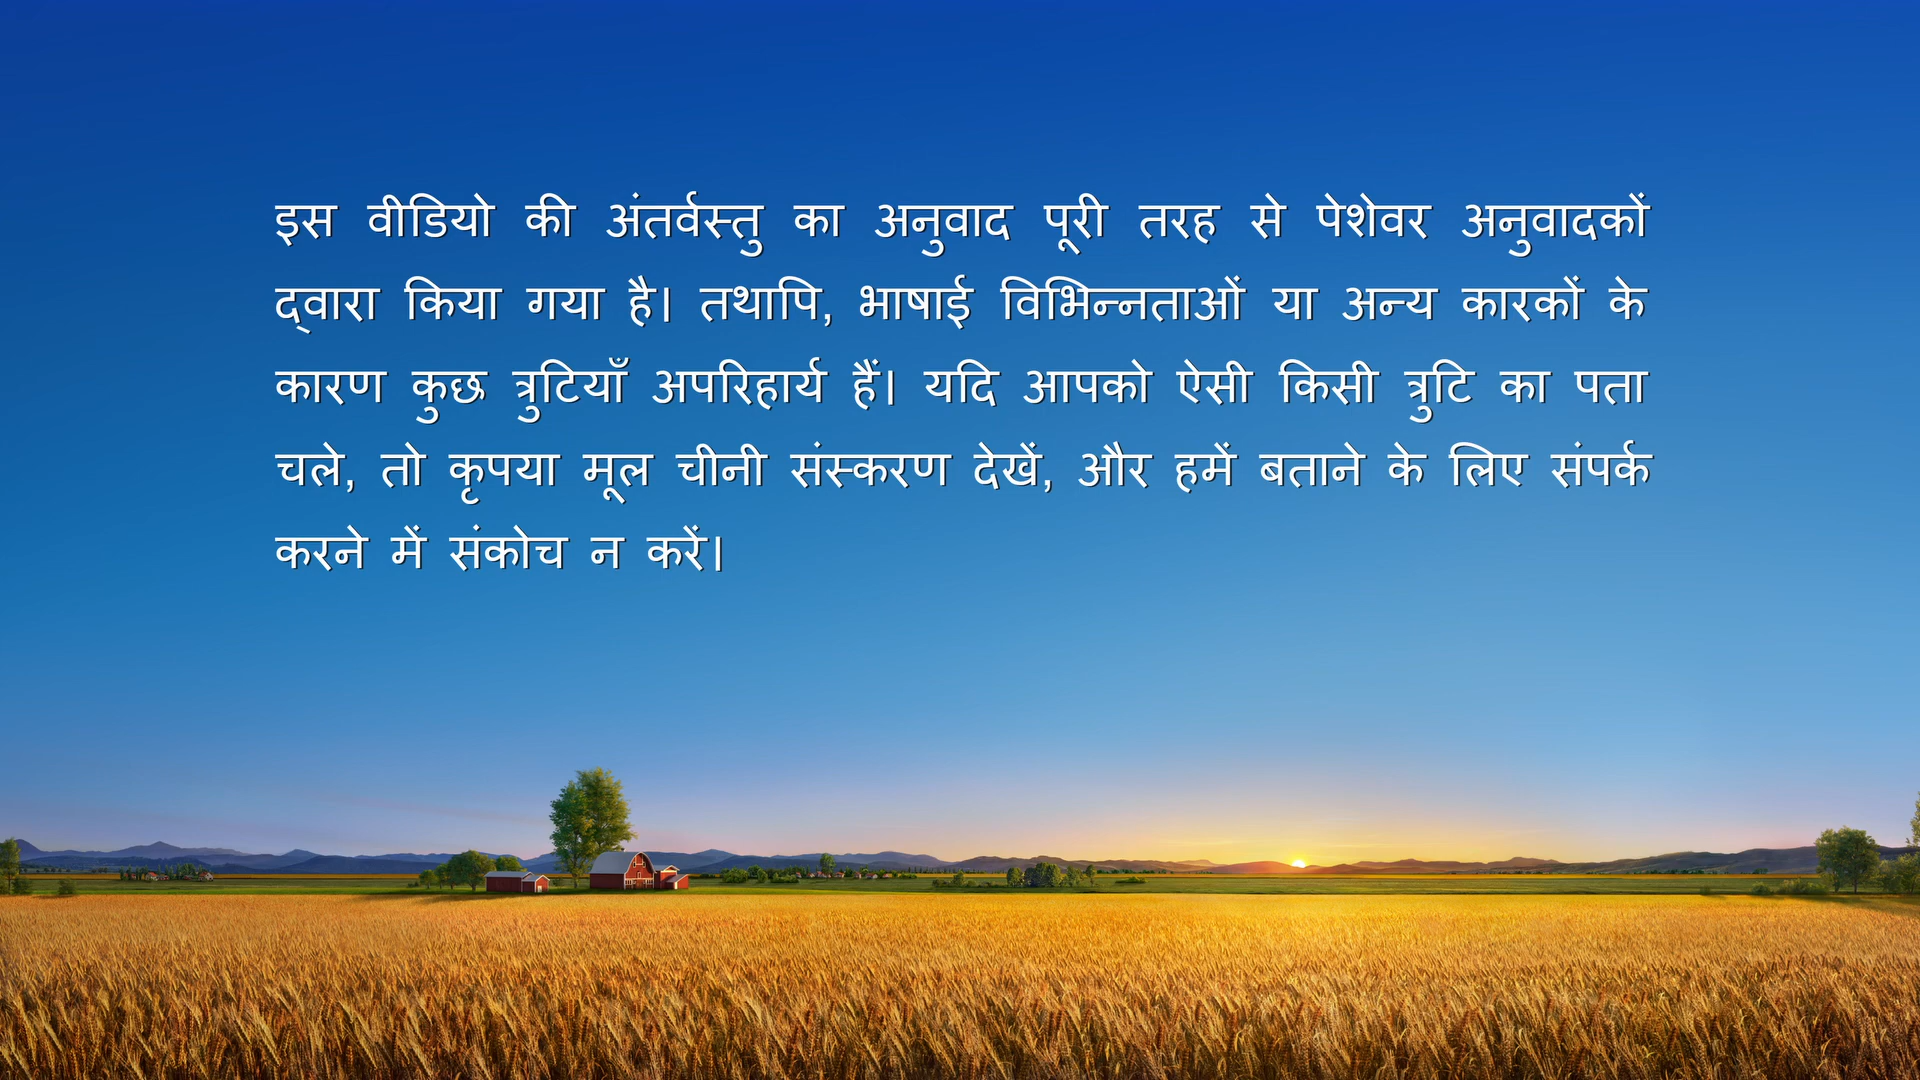 इस वीडियो की अंतर्वस्तु का अनुवाद पूरी तरह से पेशेवर अनुवादकों
द्वारा किया गया है। तथापि, भाषाई विभिन्नताओं या अन्य कारकों के
कारण कुछ त्रुटियाँ अपरिहार्य हैं। यदि आपको ऐसी किसी त्रुटि का पता
चले, तो कृपया मूल चीनी संस्करण देखें, और हमें बताने के लिए संपर्क
करने में संकोच न करें।